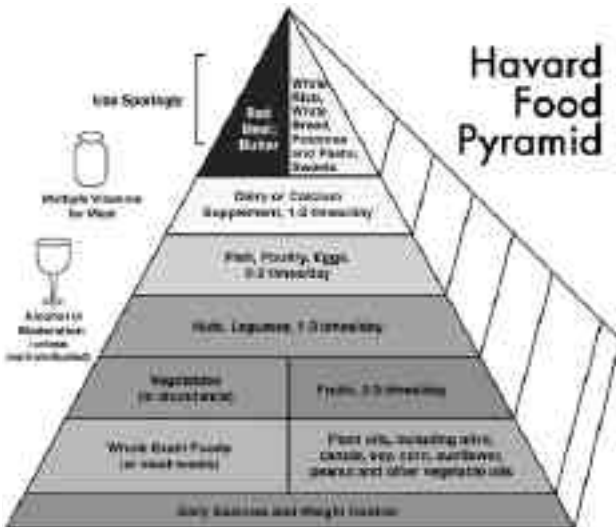 Havard
Food
Pyramid
Use Sparingly
Red
Meat,
Butter
White
Rice,
White
Bread,
Potatoes
and Pasta,
Sweets
Multiple Vitamins
for Most
Dairy or Calcium
Supplement, 1-2 times/day
Fish, Poultry, Eggs,
0-2 times/day
Alcohol in
Moderation
(unless
contraindicated)
Nuts, Legumes, 1-3 times/day
Vegetables
(in abundance)
Fruits, 2-3 times/day
Whole Grain Foods
(at most meals)
Plant oils, including olive,
canola, soy, corn, sunflower,
peanut and other vegetable oils
Daily Exercise and Weight Control